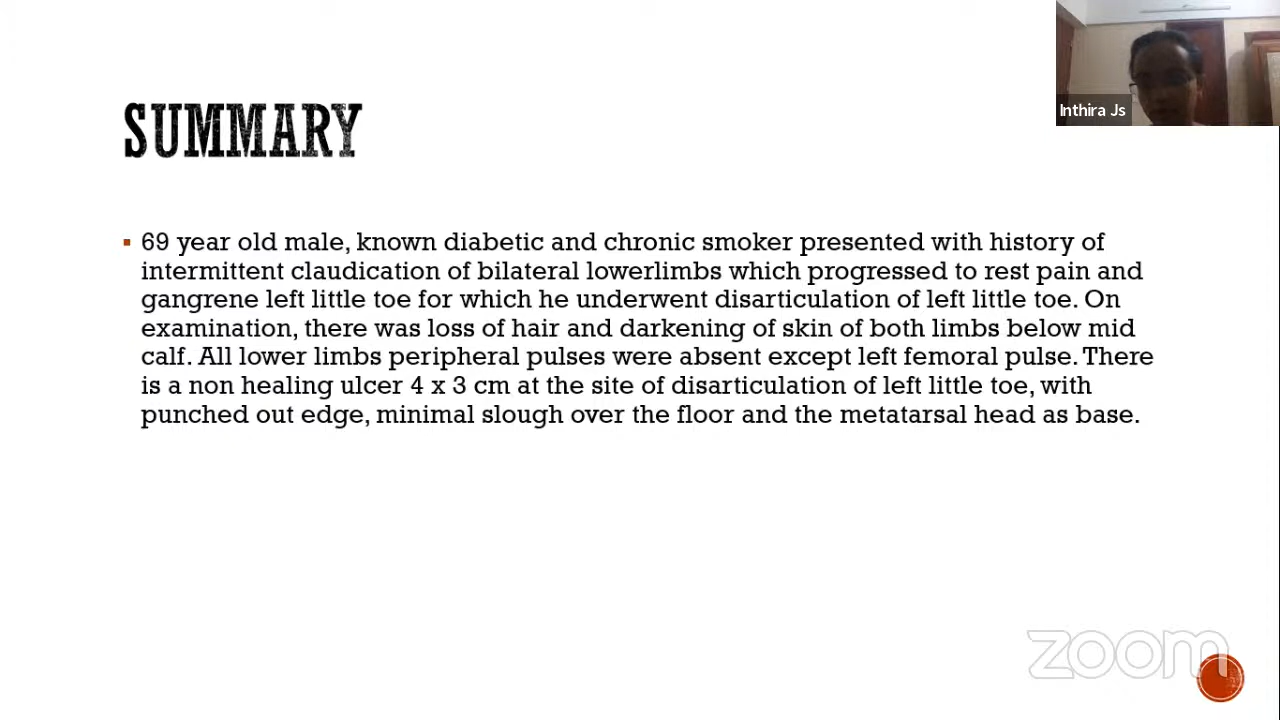 Inthira Js
SUMMARY
69 year old male, known diabetic and chronic smoker presented with history of
intermittent claudication of bilateral lowerlimbs which progressed to rest pain and
gangrene left little toe for which he underwent disarticulation of left little toe. On
examination, there was loss of hair and darkening of skin of both limbs below mid
calf. All lower limbs peripheral pulses were absent except left femoral pulse. There
is a non healing ulcer 4 x 3 cm at the site of disarticulation of left little toe, with
punched out edge, minimal slough over the floor and the metatarsal head as base.
zoom